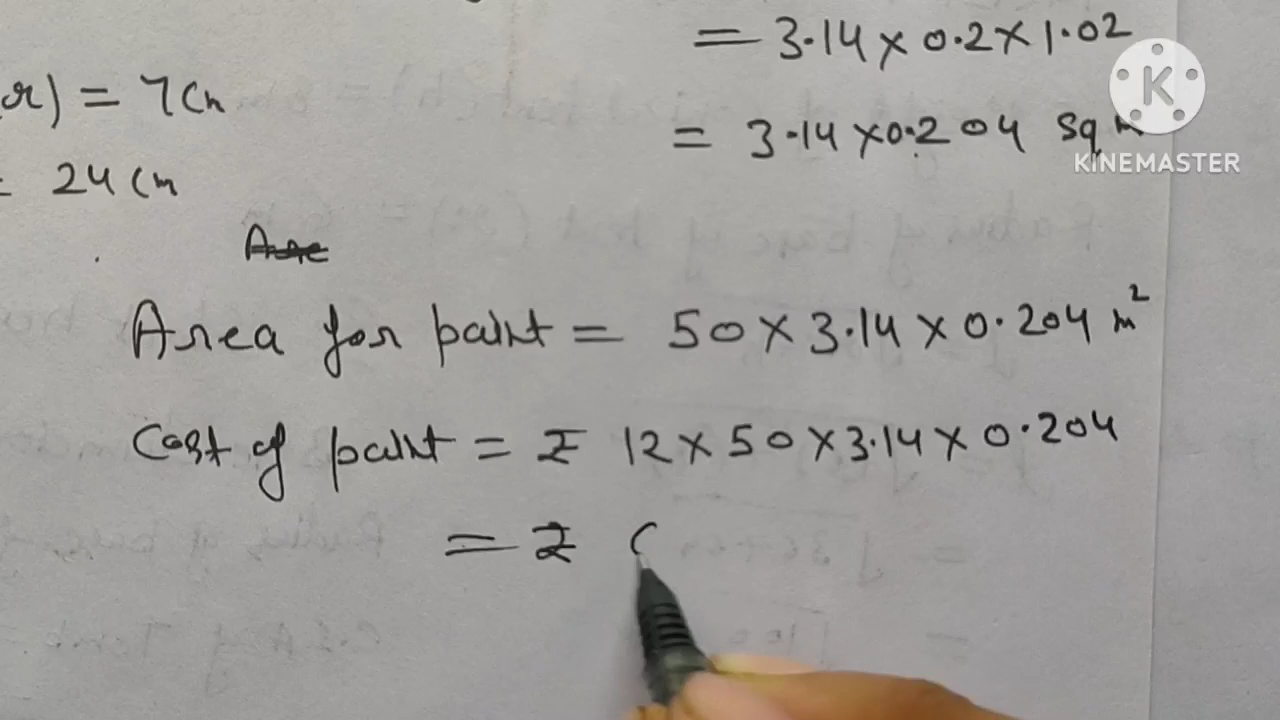 = 3.14 × 0.2 × 1.02
= 3.14 × 0.204 sq m
KINEMASTER
r) = 7 cm
= 24 cm
Area for paint = 50 × 3.14 × 0.204 m²
Cost of paint = ₹ 12 × 50 × 3.14 × 0.204
= ₹